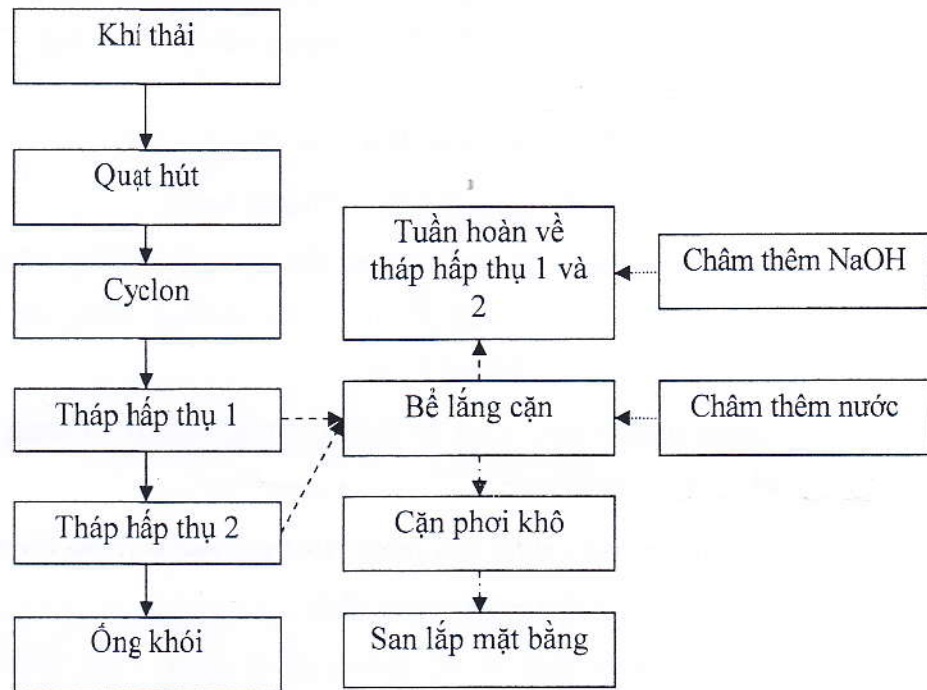 Khí thải
Quạt hút
Cyclon
Tháp hấp thụ 1
Tháp hấp thụ 2
Ống khói
Tuần hoàn về
tháp hấp thụ 1 và
2
Bể lắng cặn
Cặn phơi khô
San lắp mặt bằng
Châm thêm NaOH
Châm thêm nước